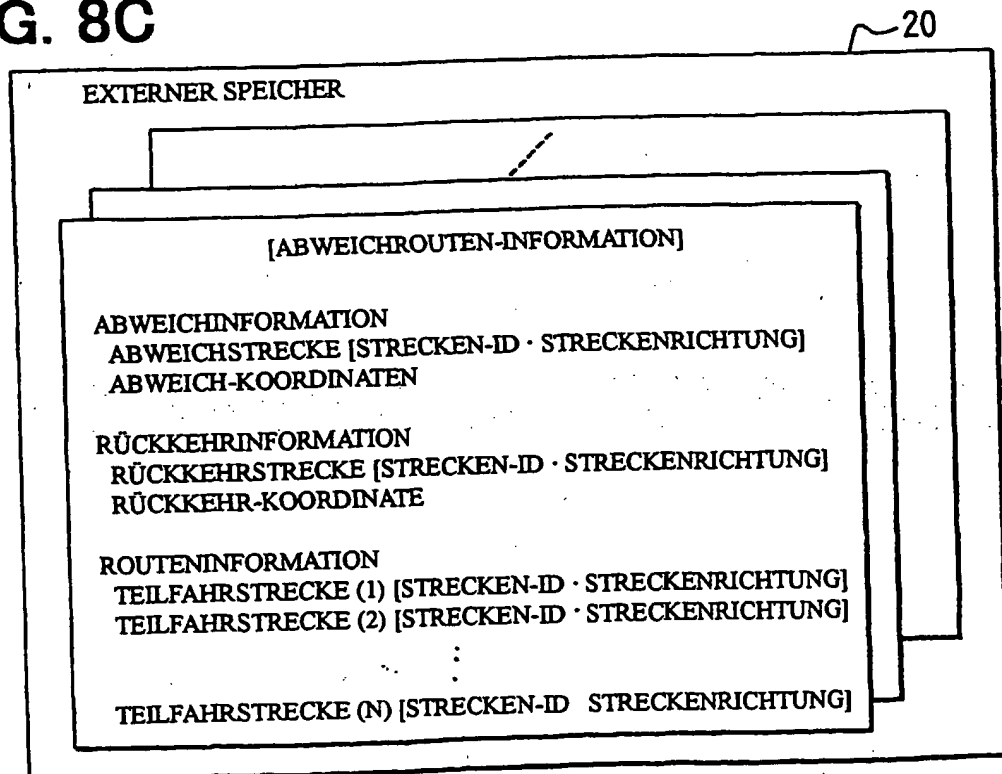 G. 8C
20
EXTERNER SPEICHER
[ABWEICHROUTEN-INFORMATION]
ABWEICHINFORMATION
ABWEICHSTRECKE [STRECKEN-ID · STRECKENRICHTUNG]
ABWEICH-KOORDINATEN
RÜCKKEHRINFORMATION
RÜCKKEHRSTRECKE [STRECKEN-ID · STRECKENRICHTUNG]
RÜCKKEHR-KOORDINATE
ROUTENINFORMATION
TEILFAHRSTRECKE (1) [STRECKEN-ID · STRECKENRICHTUNG]
TEILFAHRSTRECKE (2) [STRECKEN-ID · STRECKENRICHTUNG]
TEILFAHRSTRECKE (N) [STRECKEN-ID STRECKENRICHTUNG]